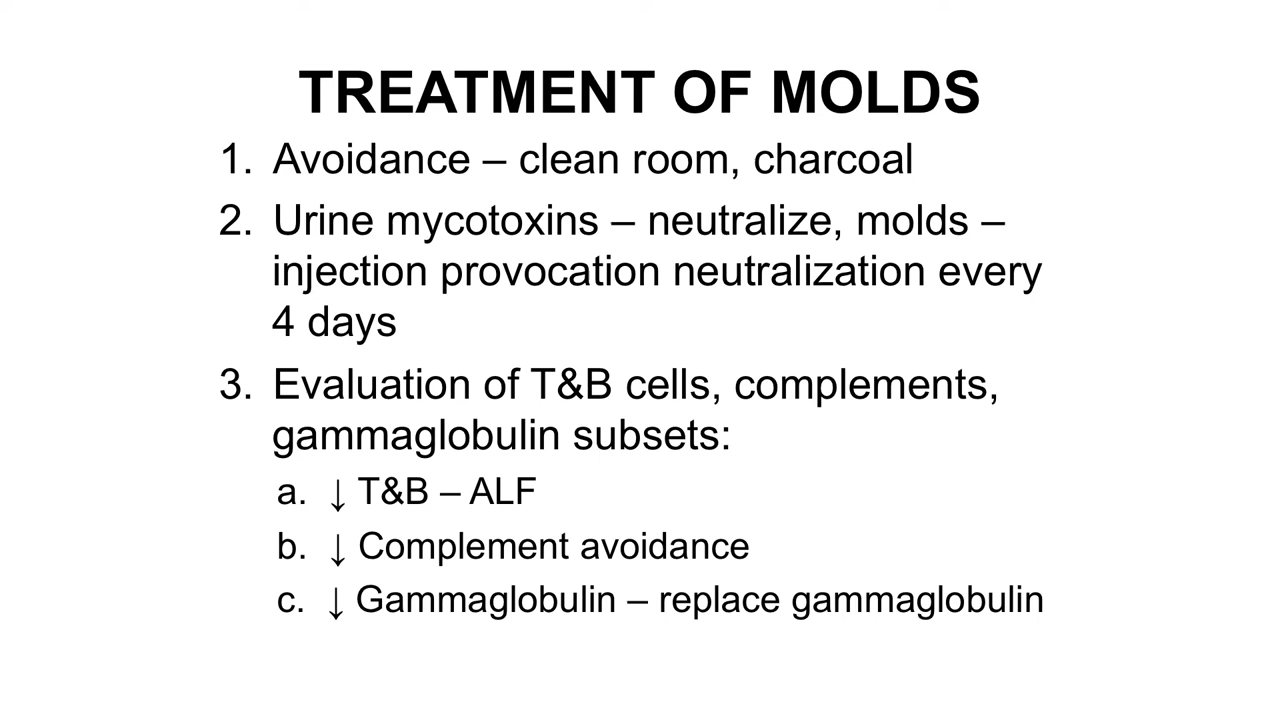 TREATMENT OF MOLDS
1. Avoidance – clean room, charcoal
2. Urine mycotoxins – neutralize, molds –
injection provocation neutralization every
4 days
3. Evaluation of T&B cells, complements,
gammaglobulin subsets:
a. ↓ T&B – ALF
b. ↓ Complement avoidance
c. ↓ Gammaglobulin – replace gammaglobulin